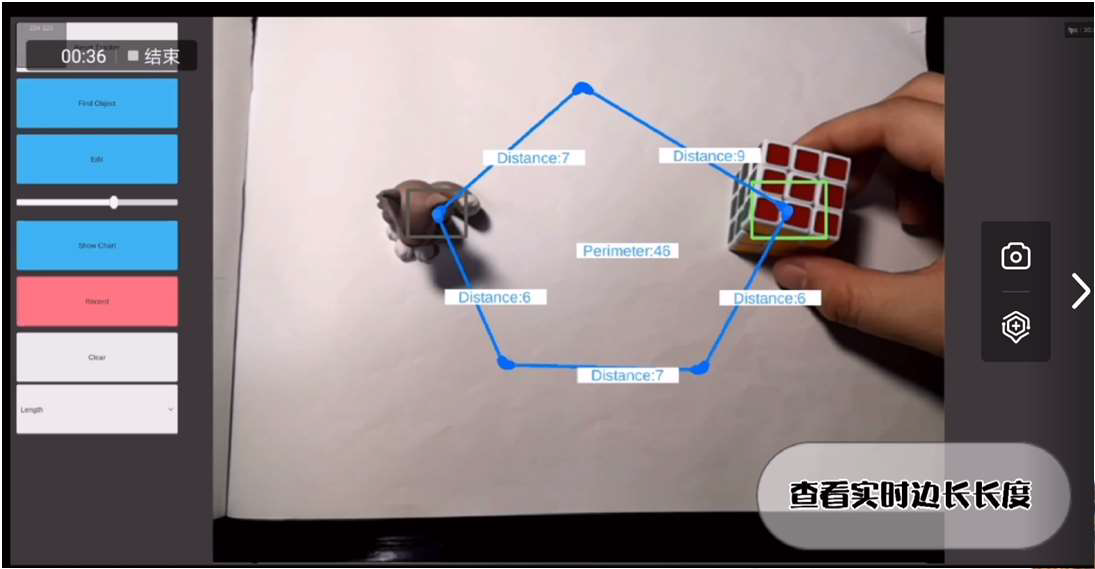 00:36
结束
Find Object
Edit
Show Chart
Record
Clear
Length
Distance:7
Distance:9
Perimeter:46
Distance:6
Distance:6
Distance:7
查看实时边长长度